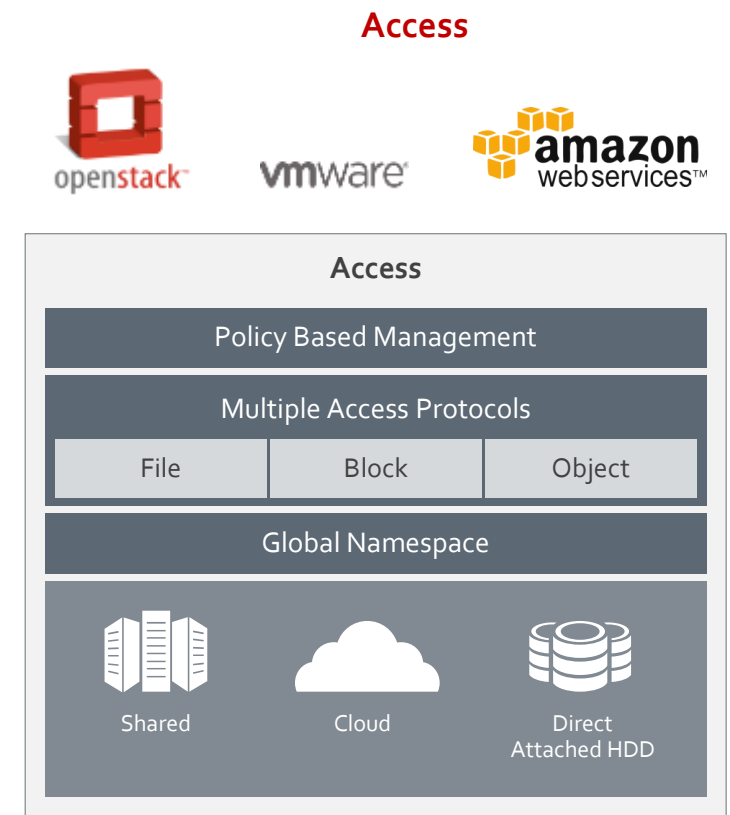 Access
openstack™
vmware®
amazon
webservices™
Access
Policy Based Management
Multiple Access Protocols
File
Block
Object
Global Namespace
Shared
Cloud
Direct
Attached HDD